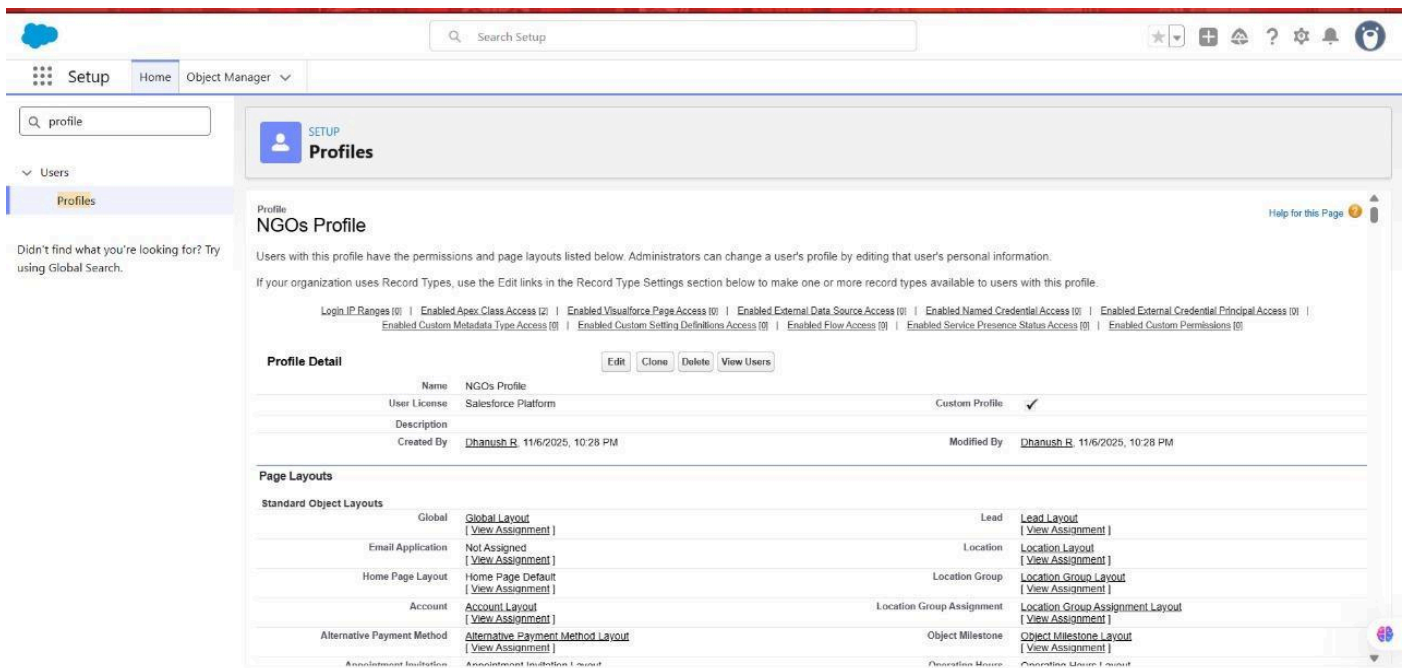 Search Setup
Setup
Home
Object Manager
profile
Users
Profiles
Didn't find what you're looking for? Try
using Global Search.
SETUP
Profiles
Profile
NGOs Profile
Help for this Page
Users with this profile have the permissions and page layouts listed below. Administrators can change a user's profile by editing that user's personal information.
If your organization uses Record Types, use the Edit links in the Record Type Settings section below to make one or more record types available to users with this profile.
Login IP Ranges [0] | Enabled Apex Class Access [2] | Enabled Visualforce Page Access [0] | Enabled External Data Source Access [0] | Enabled Named Credential Access [0] | Enabled External Credential Principal Access [0] |
Enabled Custom Metadata Type Access [0] | Enabled Custom Setting Definitions Access [0] | Enabled Flow Access [0] | Enabled Service Presence Status Access [0] | Enabled Custom Permissions [0]
Profile Detail Edit Clone Delete View Users
Name NGOs Profile
User License Salesforce Platform Custom Profile ✓
Description
Created By Dhanush R, 11/6/2025, 10:28 PM Modified By Dhanush R, 11/6/2025, 10:28 PM
Page Layouts
Standard Object Layouts
Global Global Layout Lead Lead Layout
[ View Assignment ] [ View Assignment ]
Email Application Not Assigned Location Location Layout
[ View Assignment ] [ View Assignment ]
Home Page Layout Home Page Default Location Group Location Group Layout
[ View Assignment ] [ View Assignment ]
Account Account Layout Location Group Assignment Location Group Assignment Layout
[ View Assignment ] [ View Assignment ]
Alternative Payment Method Alternative Payment Method Layout Object Milestone Object Milestone Layout
[ View Assignment ] [ View Assignment ]
Appointment Invitation Appointment Invitation Layout Operating Hours Operating Hours Layout